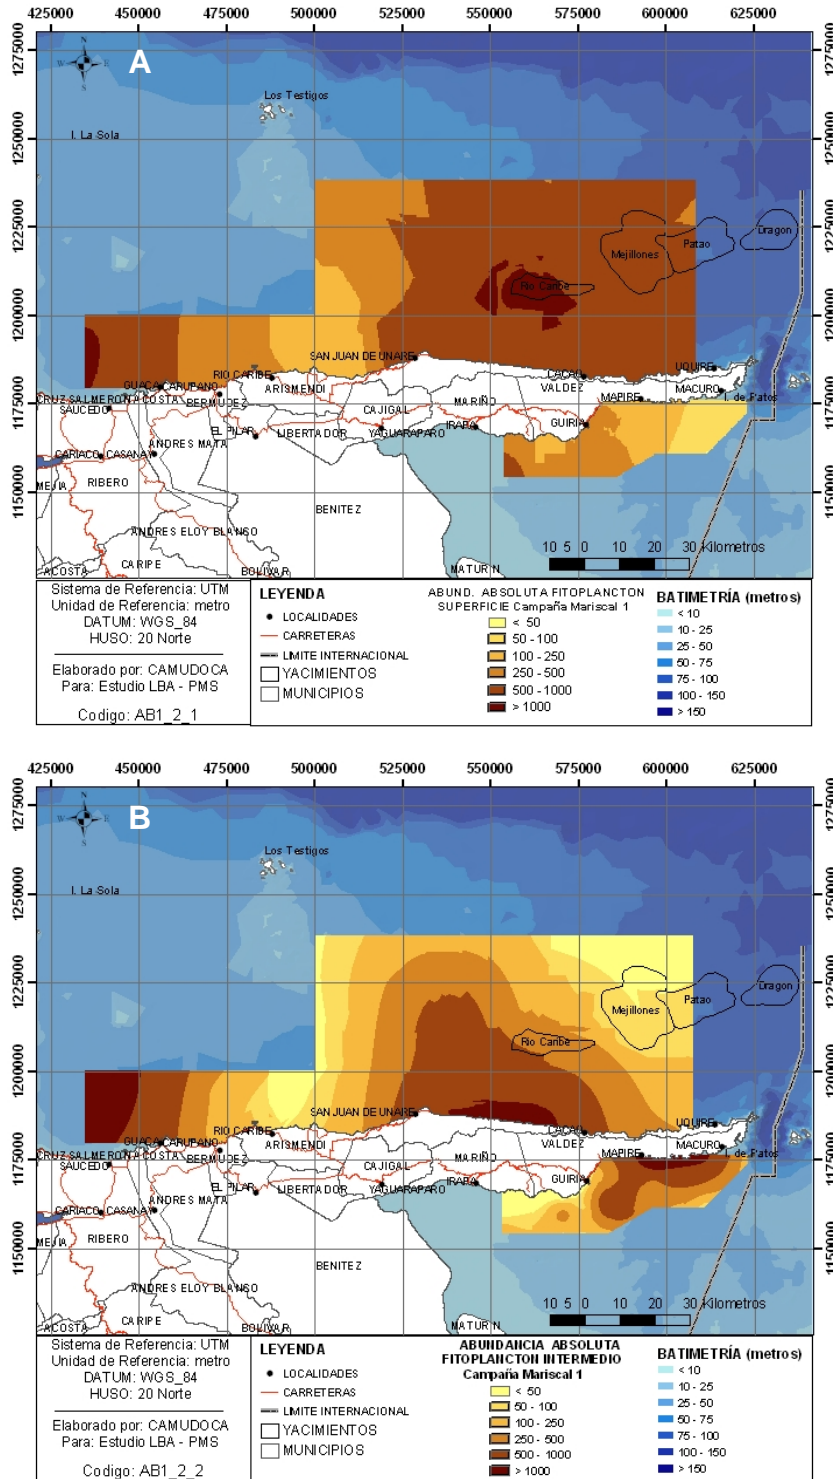 425000 450000 475000 500000 525000 550000 575000 600000 625000
A
1275000 1275000
Los Testigos
I. La Sola
1250000 1250000
Dragon
1225000 1225000
Patao
Mejillones
Rio Caribe
1200000 1200000
SAN JUAN DE UNARE
UQUIRE
RIO CARIBE
CACAO
GUACA CARUPANO
ARISMENDI
VALDEZ
MACURO
CRUZ SALMERON ACOSTA
BERMUDEZ
MARIÑO
MAPIRE
I. de Patos
1175000 1175000
SAUCEDO
CAJIGAL
GUIRIA
EL PILAR
LIBERTADOR
YAGUARAPARO
IRAPA
ANDRES MATA
CARIACO
CASANAY
MEJIA
RIBERO
1150000 1150000
BENITEZ
ANDRES ELOY BLANSO
10 5 0 10 20 30 Kilometros
CARIPE
ACOSTA
BOLIVAR
MATURIN
Sistema de Referencia: UTM
Unidad de Referencia: metro
DATUM: WGS_84
HUSO: 20 Norte
Elaborado por: CAMUDOCA
Para: Estudio LBA - PMS
Codigo: AB1_2_1
LEYENDA
LOCALIDADES
CARRETERAS
LIMITE INTERNACIONAL
YACIMIENTOS
MUNICIPIOS
ABUND. ABSOLUTA FITOPLANCTON
SUPERFICIE Campaña Mariscal 1
< 50
50 - 100
100 - 250
250 - 500
500 - 1000
> 1000
BATIMETRÍA (metros)
< 10
10 - 25
25 - 50
50 - 75
75 - 100
100 - 150
> 150
425000 450000 475000 500000 525000 550000 575000 600000 625000
B
1275000 1275000
Los Testigos
I. La Sola
1250000 1250000
Dragon
1225000 1225000
Patao
Mejillones
Rio Caribe
1200000 1200000
SAN JUAN DE UNARE
UQUIRE
RIO CARIBE
CACAO
GUACA CARUPANO
ARISMENDI
VALDEZ
MACURO
CRUZ SALMERON ACOSTA
BERMUDEZ
MARIÑO
MAPIRE
I. de Patos
1175000 1175000
SAUCEDO
CAJIGAL
GUIRIA
EL PILAR
LIBERTADOR
YAGUARAPARO
IRAPA
ANDRES MATA
CARIACO
CASANAY
MEJIA
RIBERO
1150000 1150000
BENITEZ
ANDRES ELOY BLANSO
10 5 0 10 20 30 Kilometros
CARIPE
ACOSTA
BOLIVAR
MATURIN
Sistema de Referencia: UTM
Unidad de Referencia: metro
DATUM: WGS_84
HUSO: 20 Norte
Elaborado por: CAMUDOCA
Para: Estudio LBA - PMS
Codigo: AB1_2_2
LEYENDA
LOCALIDADES
CARRETERAS
LIMITE INTERNACIONAL
YACIMIENTOS
MUNICIPIOS
ABUNDANCIA ABSOLUTA
FITOPLANCTON INTERMEDIO
Campaña Mariscal 1
< 50
50 - 100
100 - 250
250 - 500
500 - 1000
> 1000
BATIMETRÍA (metros)
< 10
10 - 25
25 - 50
50 - 75
75 - 100
100 - 150
> 150